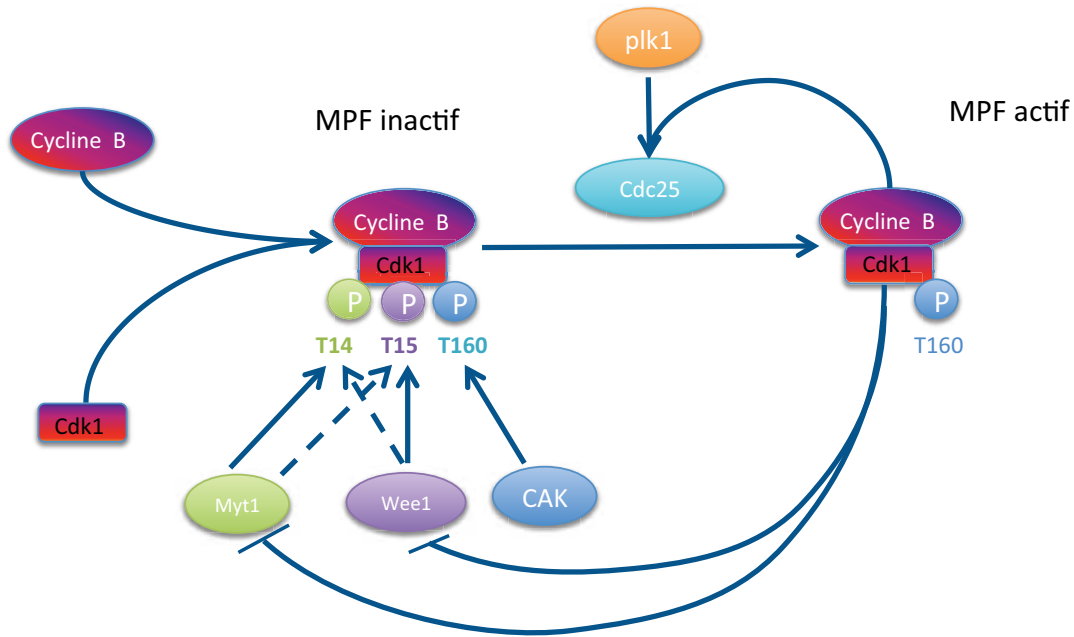 plk1
MPF inactif
MPF actif
Cycline B
Cdc25
Cycline B
Cycline B
Cdk1
Cdk1
P
P
P
P
T14
T15
T160
T160
Cdk1
Myt1
Wee1
CAK